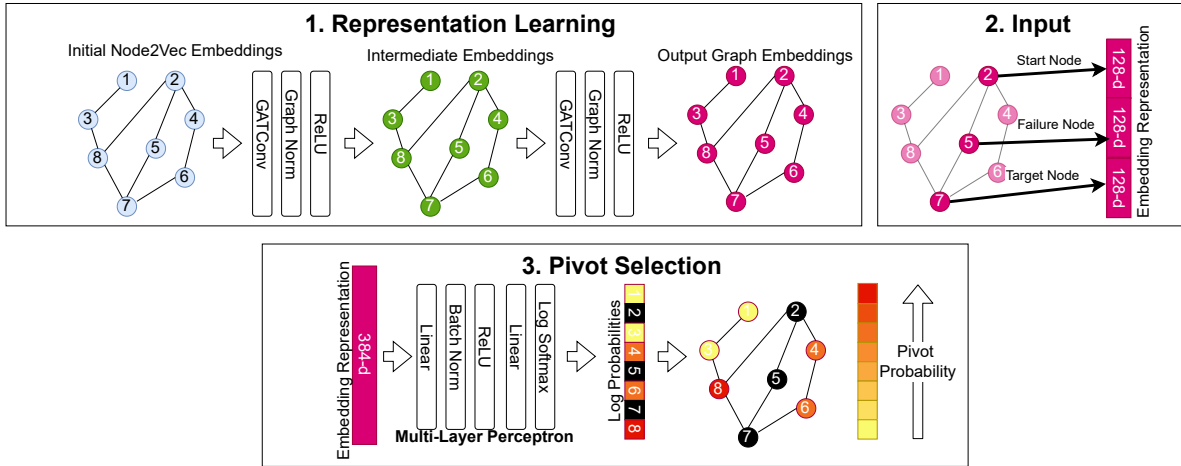 1. Representation Learning
Initial Node2Vec Embeddings
1
2
3
4
5
6
7
8
GATConv
Graph Norm
ReLU
Intermediate Embeddings
1
2
3
4
5
6
7
8
GATConv
Graph Norm
ReLU
Output Graph Embeddings
1
2
3
4
5
6
7
8
2. Input
1
2
3
4
5
6
7
8
Start Node
Failure Node
Target Node
128-d
128-d
128-d
Embedding Representation
3. Pivot Selection
Embedding Representation
384-d
Linear
Batch Norm
ReLU
Linear
Log Softmax
Multi-Layer Perceptron
Log Probabilities
1
2
3
4
5
6
7
8
1
2
3
4
5
6
7
8
Pivot
Probability